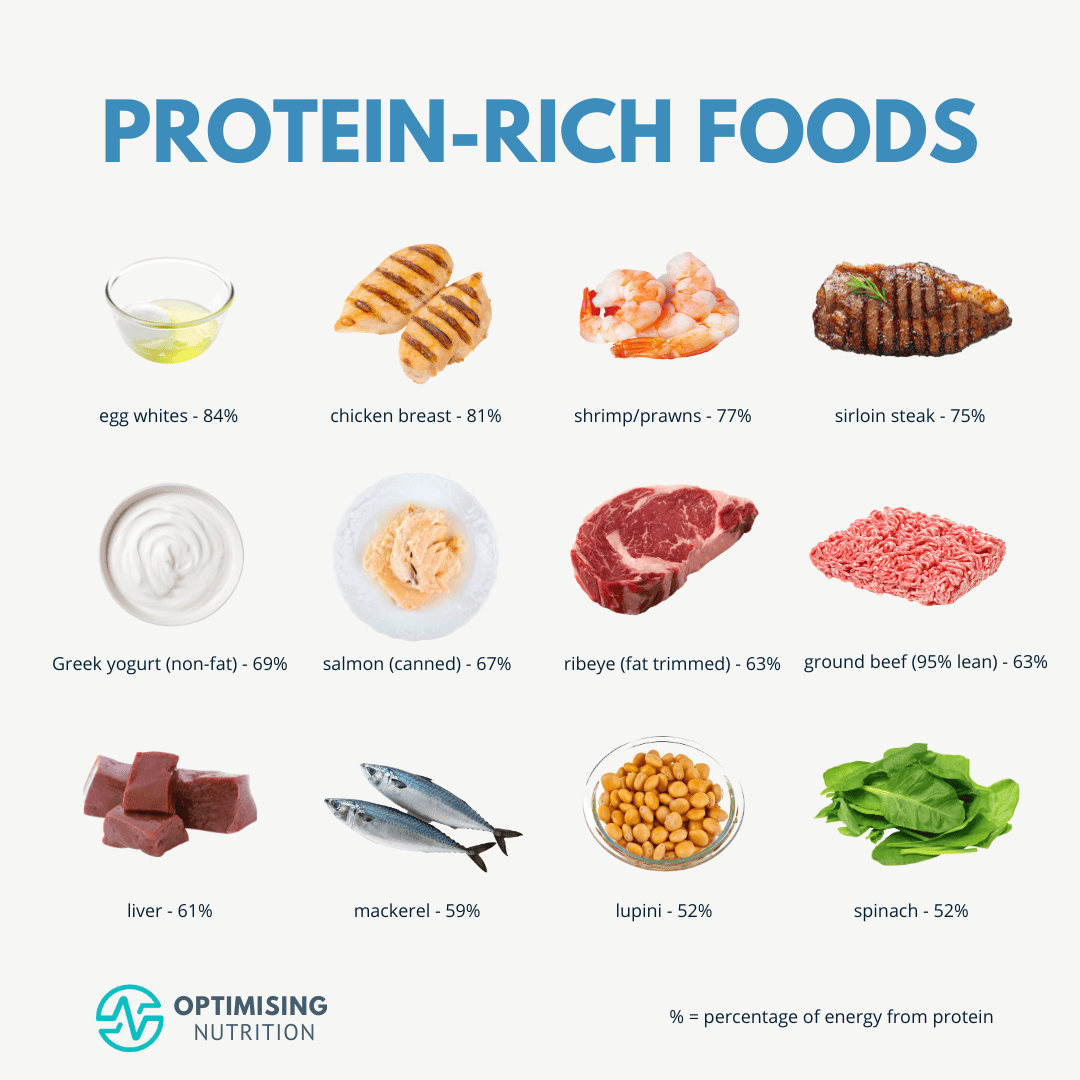 PROTEIN-RICH FOODS
egg whites - 84%
chicken breast - 81%
shrimp/prawns - 77%
sirloin steak - 75%
Greek yogurt (non-fat) - 69%
salmon (canned) - 67%
ribeye (fat trimmed) - 63%
ground beef (95% lean) - 63%
liver - 61%
mackerel - 59%
lupini - 52%
spinach - 52%
OPTIMISING
NUTRITION
% = percentage of energy from protein